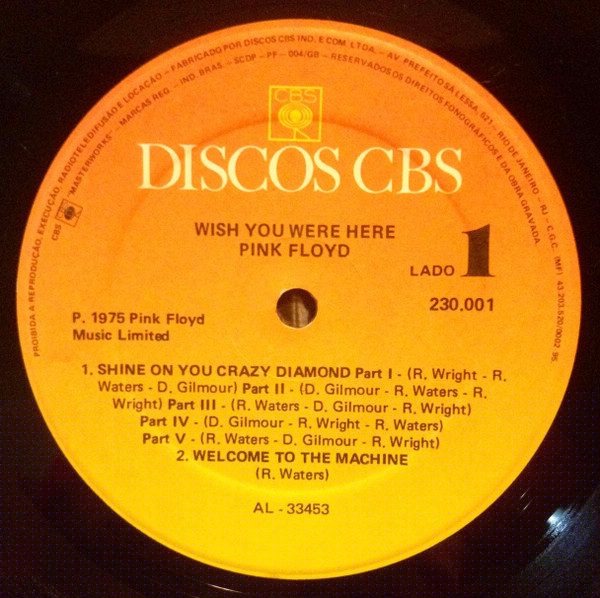 PROIBIDA A REPRODUÇÃO, EXECUÇÃO, RADIOTELEDIFUSÃO E LOCAÇÃO - FABRICADO POR DISCOS CBS IND. E COM. LTDA. - AV. PREFEITO SÁ LESSA, 621 - RIO DE JANEIRO - RJ - C.G.C. (MF) 43.203.520/0002 95
CBS "MASTERWORKS" - MARCAS REG. - IND. BRAS. - SCDP - PF - 004/GB - RESERVADOS OS DIREITOS FONOGRÁFICOS E DA OBRA GRAVADA
CBS
DISCOS CBS
WISH YOU WERE HERE
PINK FLOYD
LADO 1
230.001
P. 1975 Pink Floyd
Music Limited
1. SHINE ON YOU CRAZY DIAMOND Part I - (R. Wright - R.
Waters - D. Gilmour) Part II - (D. Gilmour - R. Waters - R.
Wright) Part III - (R. Waters - D. Gilmour - R. Wright)
Part IV - (D. Gilmour - R. Wright - R. Waters)
Part V - (R. Waters - D. Gilmour - R. Wright)
2. WELCOME TO THE MACHINE
(R. Waters)
AL - 33453